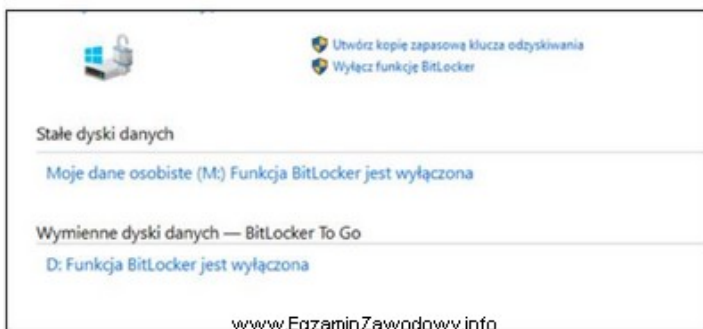 Utwórz kopię zapasową klucza odzyskiwania
Wyłącz funkcję BitLocker
Stałe dyski danych
Moje dane osobiste (M:) Funkcja BitLocker jest wyłączona
Wymienne dyski danych — BitLocker To Go
D: Funkcja BitLocker jest wyłączona
www.EgzaminZawodowy.info